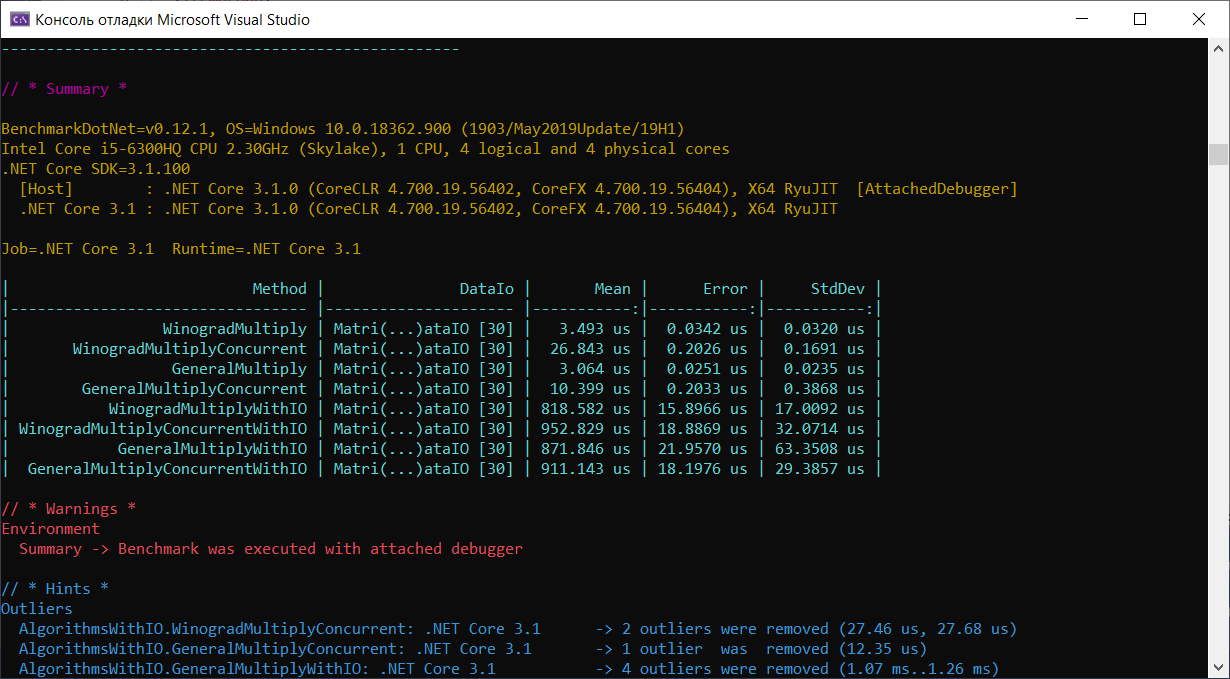 Консоль отладки Microsoft Visual Studio
---------------------------------------------------
// * Summary *
BenchmarkDotNet=v0.12.1, OS=Windows 10.0.18362.900 (1903/May2019Update/19H1)
Intel Core i5-6300HQ CPU 2.30GHz (Skylake), 1 CPU, 4 logical and 4 physical cores
.NET Core SDK=3.1.100
  [Host]        : .NET Core 3.1.0 (CoreCLR 4.700.19.56402, CoreFX 4.700.19.56404), X64 RyuJIT  [AttachedDebugger]
  .NET Core 3.1 : .NET Core 3.1.0 (CoreCLR 4.700.19.56402, CoreFX 4.700.19.56404), X64 RyuJIT
Job=.NET Core 3.1  Runtime=.NET Core 3.1
|                           Method |               DataIo |       Mean |      Error |     StdDev |
|--------------------------------- |--------------------- |-----------:|-----------:|-----------:|
|                 WinogradMultiply | Matri(...)ataIO [30] |   3.493 us |  0.0342 us |  0.0320 us |
|       WinogradMultiplyConcurrent | Matri(...)ataIO [30] |  26.843 us |  0.2026 us |  0.1691 us |
|                  GeneralMultiply | Matri(...)ataIO [30] |   3.064 us |  0.0251 us |  0.0235 us |
|        GeneralMultiplyConcurrent | Matri(...)ataIO [30] |  10.399 us |  0.2033 us |  0.3868 us |
|           WinogradMultiplyWithIO | Matri(...)ataIO [30] | 818.582 us | 15.8966 us | 17.0092 us |
| WinogradMultiplyConcurrentWithIO | Matri(...)ataIO [30] | 952.829 us | 18.8869 us | 32.0714 us |
|            GeneralMultiplyWithIO | Matri(...)ataIO [30] | 871.846 us | 21.9570 us | 63.3508 us |
|  GeneralMultiplyConcurrentWithIO | Matri(...)ataIO [30] | 911.143 us | 18.1976 us | 29.3857 us |
// * Warnings *
Environment
  Summary -> Benchmark was executed with attached debugger
// * Hints *
Outliers
  AlgorithmsWithIO.WinogradMultiplyConcurrent: .NET Core 3.1      -> 2 outliers were removed (27.46 us, 27.68 us)
  AlgorithmsWithIO.GeneralMultiplyConcurrent: .NET Core 3.1       -> 1 outlier  was  removed (12.35 us)
  AlgorithmsWithIO.GeneralMultiplyWithIO: .NET Core 3.1           -> 4 outliers were removed (1.07 ms..1.26 ms)